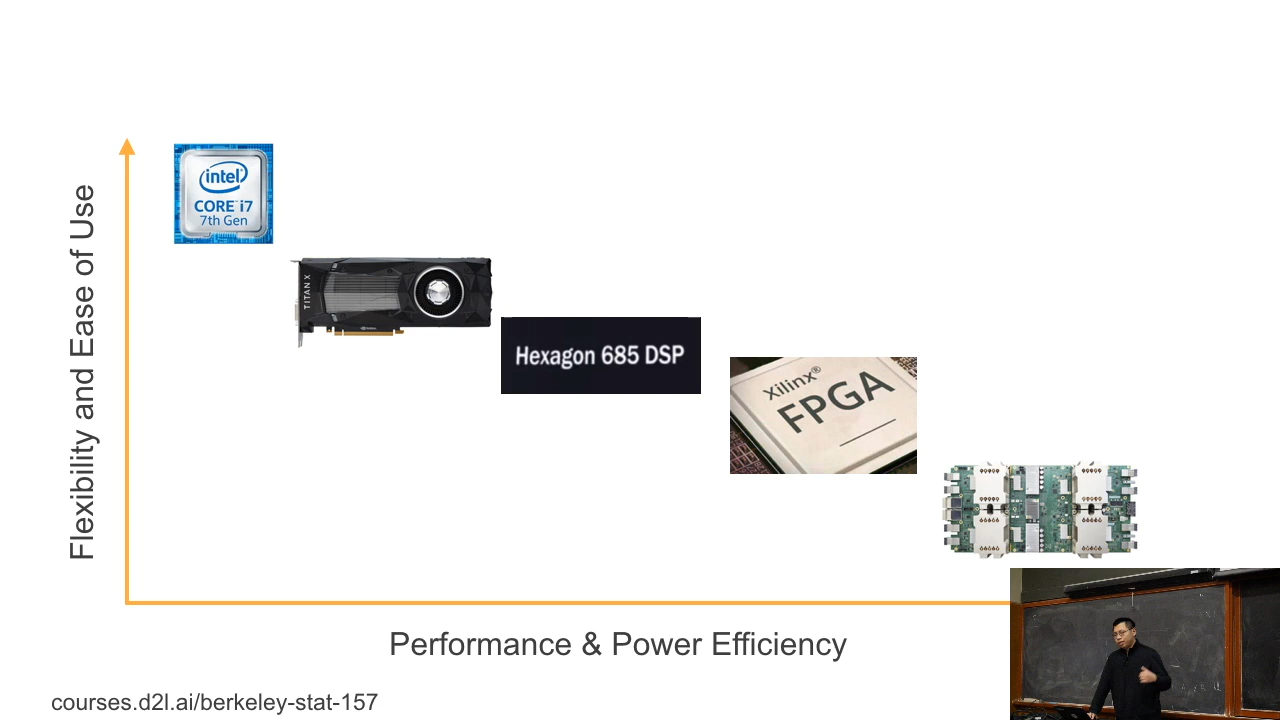 intel
CORE i7
7th Gen
TITAN X
Hexagon 685 DSP
Xilinx®
FPGA
Flexibility and Ease of Use
Performance & Power Efficiency
courses.d2l.ai/berkeley-stat-157